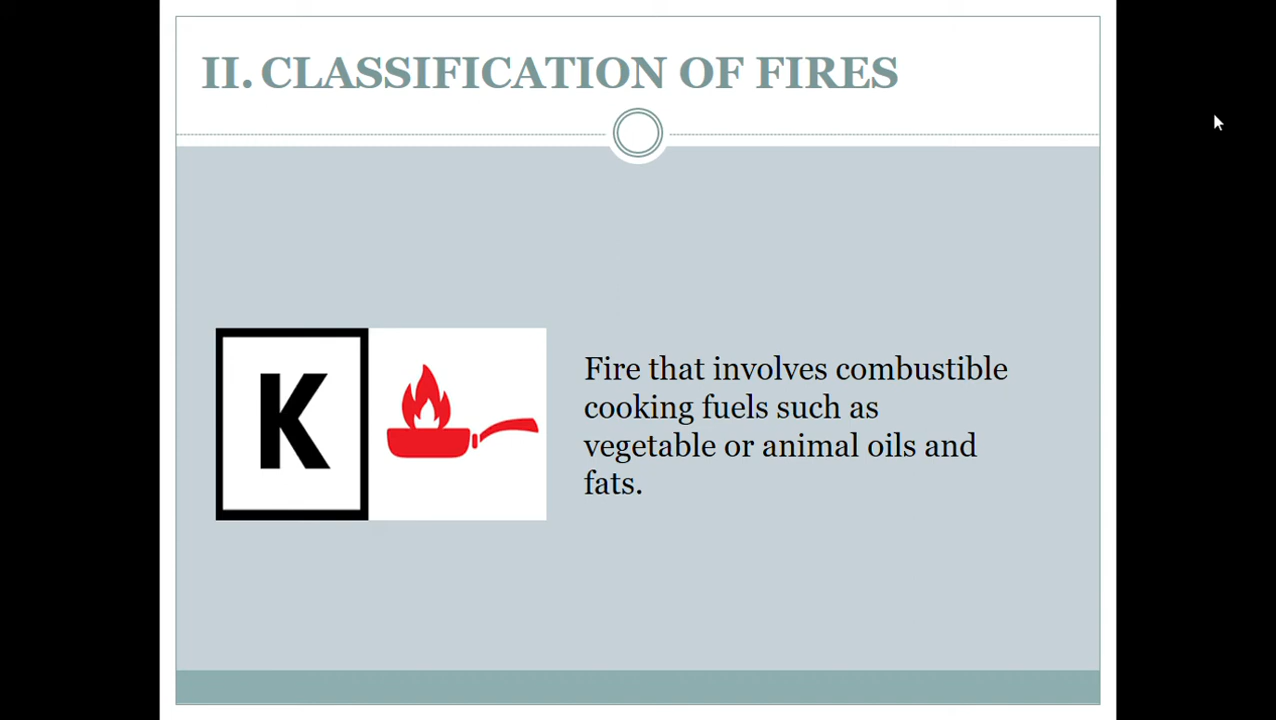 II. CLASSIFICATION OF FIRES
K
Fire that involves combustible
cooking fuels such as
vegetable or animal oils and
fats.